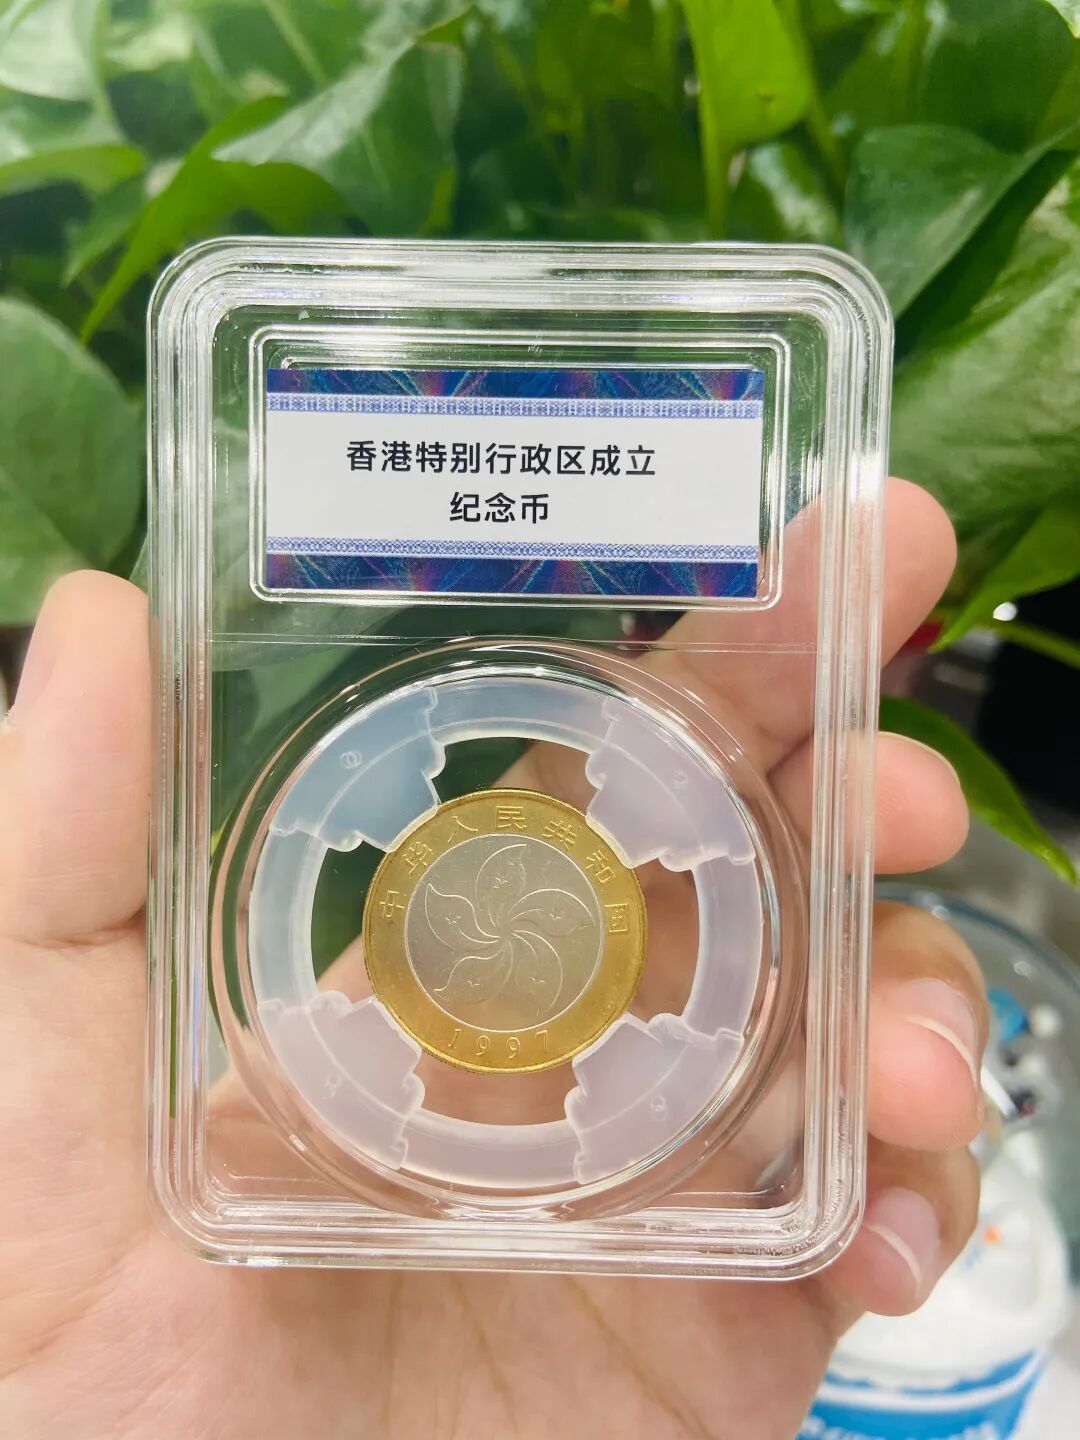 香港特别行政区成立
纪念币
中华人民共和国
1997